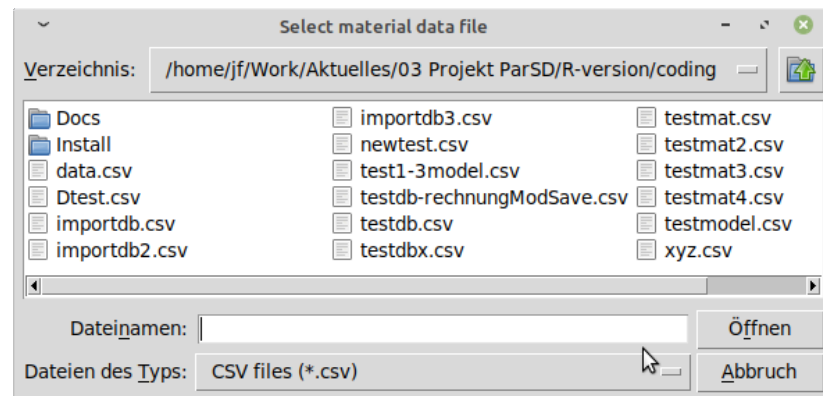 Select material data file
Verzeichnis: /home/jf/Work/Aktuelles/03 Projekt ParSD/R-version/coding
Docs
Install
data.csv
Dtest.csv
importdb.csv
importdb2.csv
importdb3.csv
newtest.csv
test1-3model.csv
testdb-rechnungModSave.csv
testdb.csv
testdbx.csv
testmat.csv
testmat2.csv
testmat3.csv
testmat4.csv
testmodel.csv
xyz.csv
Dateinamen: Öffnen
Dateien des Typs: CSV files (*.csv) Abbruch